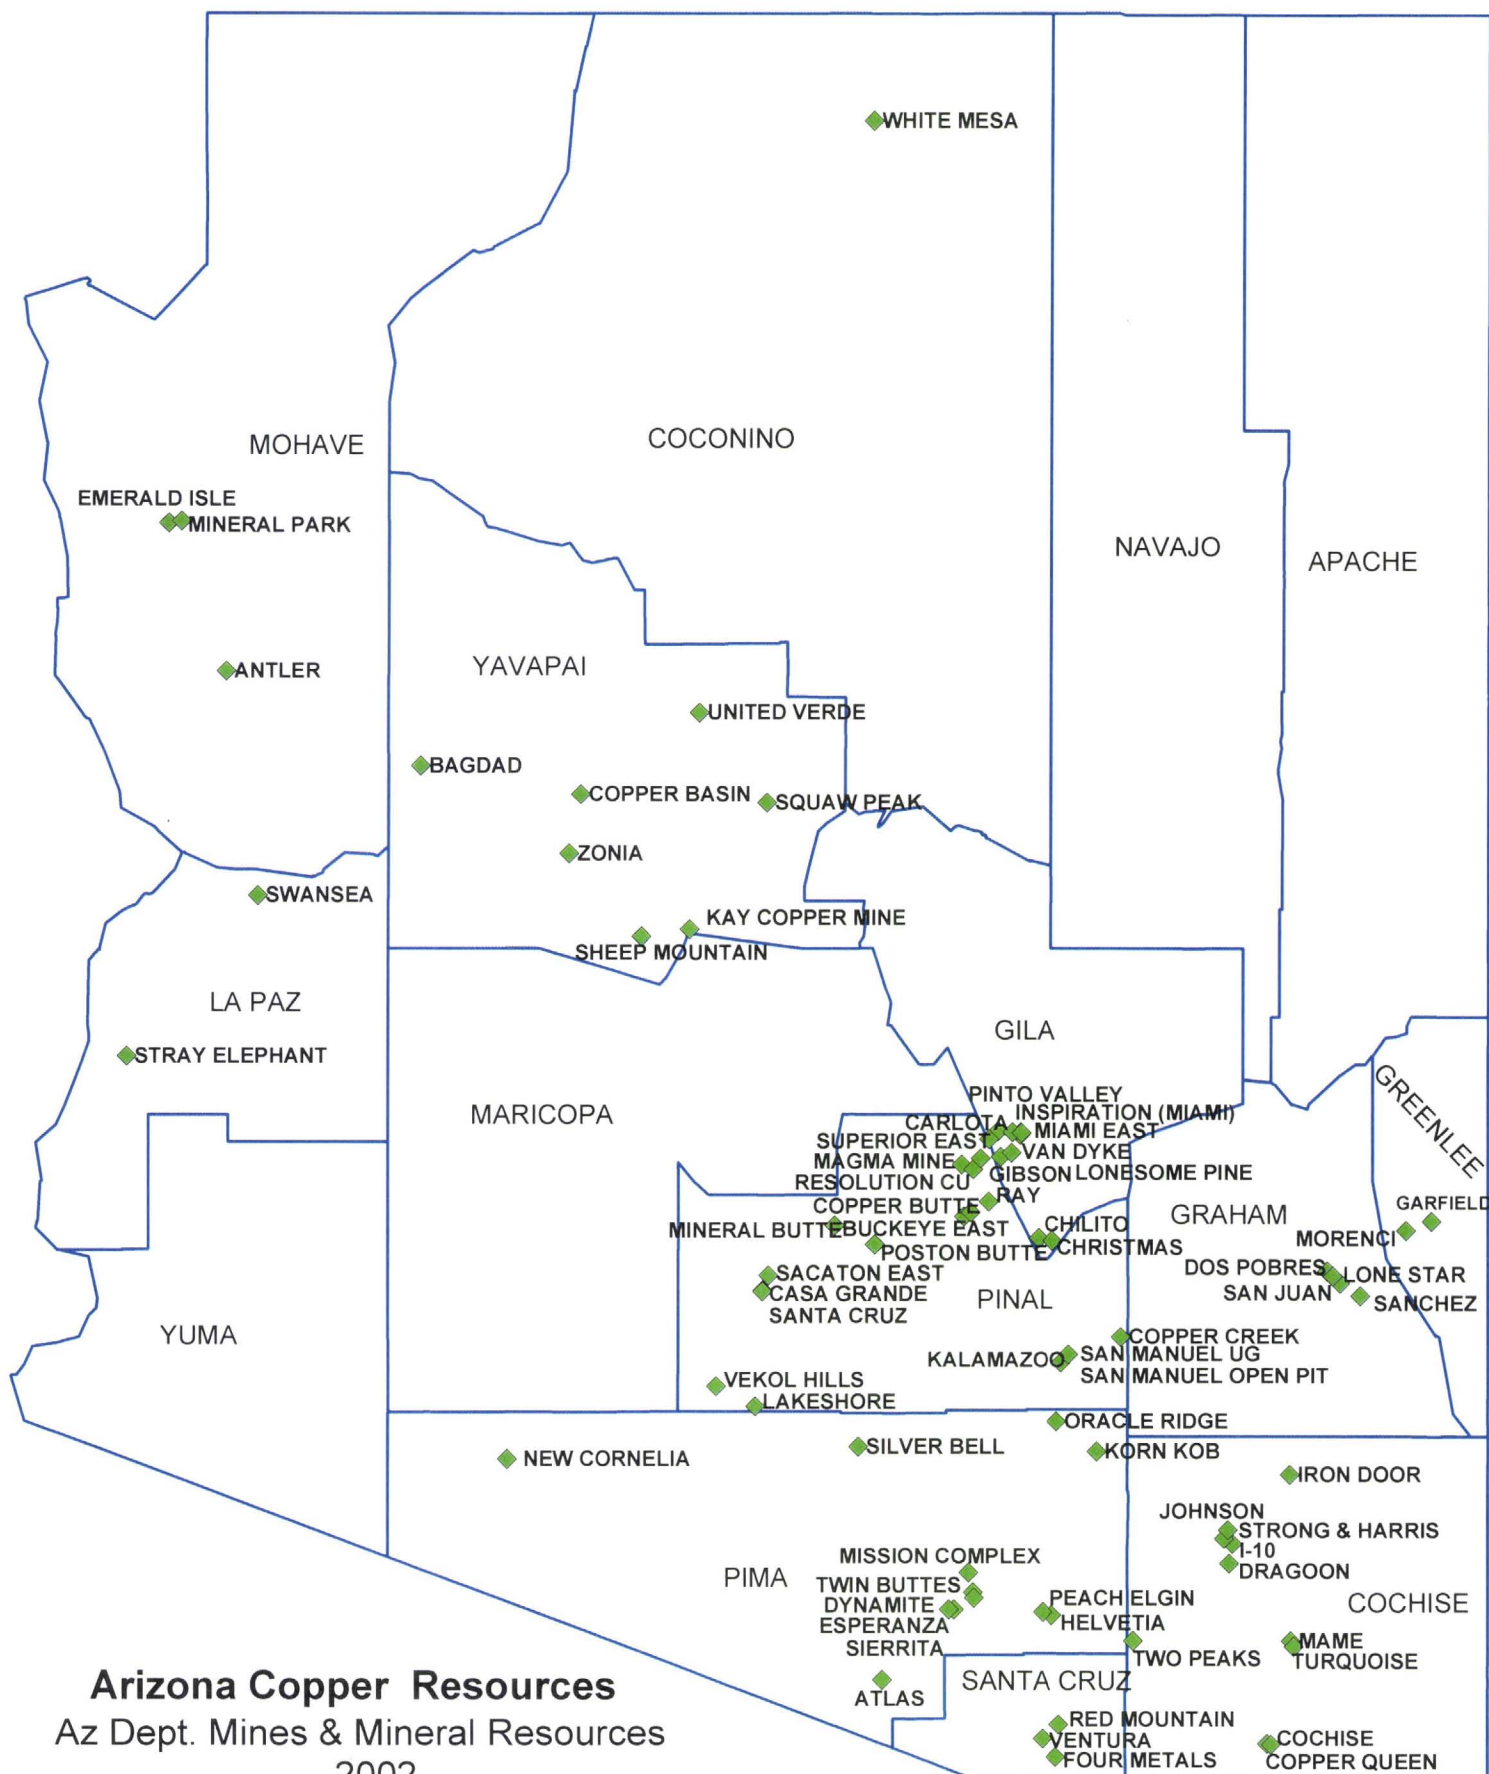 WHITE MESA
MOHAVE
COCONINO
EMERALD ISLE
MINERAL PARK
NAVAJO
APACHE
ANTLER
YAVAPAI
UNITED VERDE
BAGDAD
COPPER BASIN
SQUAW PEAK
ZONIA
SWANSEA
KAY COPPER MINE
SHEEP MOUNTAIN
LA PAZ
GILA
STRAY ELEPHANT
GREENLEE
MARICOPA
PINTO VALLEY
INSPIRATION (MIAMI)
CARLOTA
MIAMI EAST
SUPERIOR EAST
VAN DYKE
MAGMA MINE
GIBSON
LONESOME PINE
RESOLUTION CU
RAY
COPPER BUTTE
GRAHAM
GARFIELD
MINERAL BUTTE
BUCKEYE EAST
CHILITO
MORENCI
POSTON BUTTE
CHRISTMAS
DOS POBRES
LONE STAR
SACATON EAST
CASA GRANDE
SAN JUAN
SANCHEZ
SANTA CRUZ
PINAL
YUMA
COPPER CREEK
KALAMAZOO
SAN MANUEL UG
SAN MANUEL OPEN PIT
VEKOL HILLS
LAKESHORE
ORACLE RIDGE
SILVER BELL
KORN KOB
NEW CORNELIA
IRON DOOR
JOHNSON
STRONG & HARRIS
I-10
DRAGOON
MISSION COMPLEX
PIMA
TWIN BUTTES
DYNAMITE
ESPERANZA
SIERRITA
PEACH ELGIN
HELVETIA
COCHISE
MAME
TURQUOISE
TWO PEAKS
SANTA CRUZ
ATLAS
RED MOUNTAIN
VENTURA
FOUR METALS
COCHISE
COPPER QUEEN
Arizona Copper Resources
Az Dept. Mines & Mineral Resources
2002